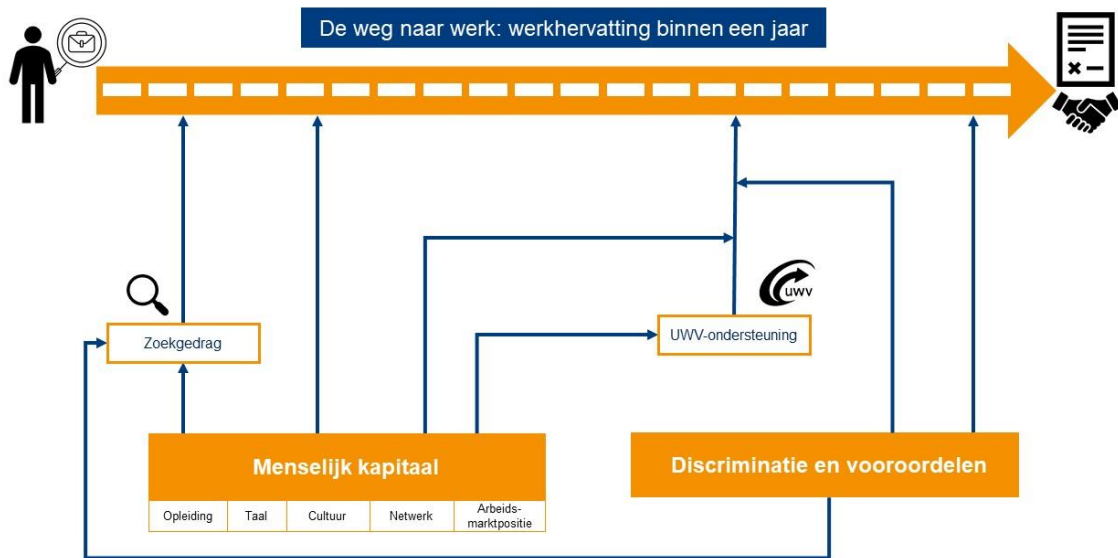 De weg naar werk: werkhervatting binnen een jaar
uwv
Zoekgedrag
UWV-ondersteuning
Menselijk kapitaal
Discriminatie en vooroordelen
Opleiding
Taal
Cultuur
Netwerk
Arbeids-
marktpositie